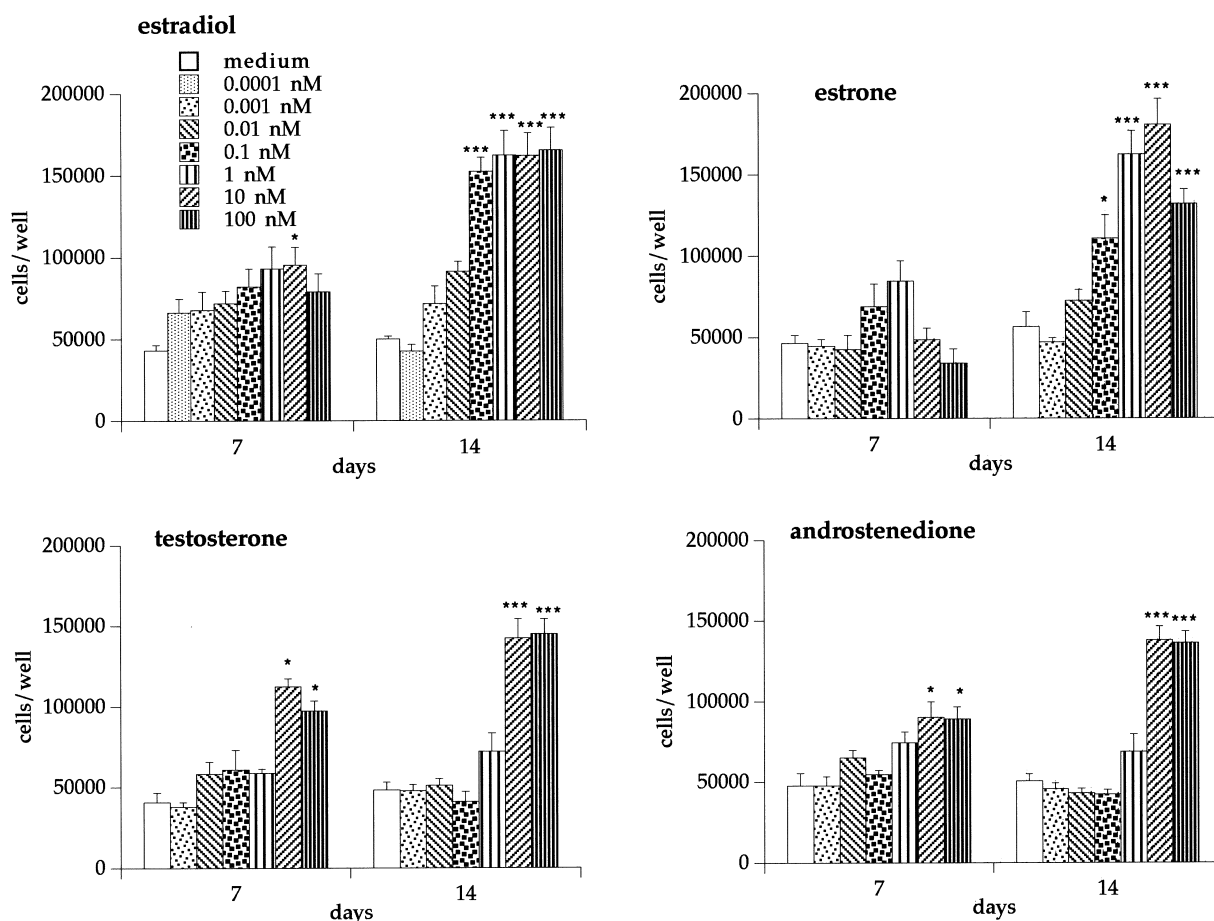 estradiol
medium
0.0001 nM
0.001 nM
0.01 nM
0.1 nM
1 nM
10 nM
100 nM
200000
150000
100000
50000
0
cells/well
*
***
***
***
***
7
14
days
estrone
200000
150000
100000
50000
0
cells/well
*
***
***
***
7
14
days
testosterone
200000
150000
100000
50000
0
cells/well
*
*
***
***
7
14
days
androstenedione
200000
150000
100000
50000
0
cells/well
*
*
***
***
7
14
days